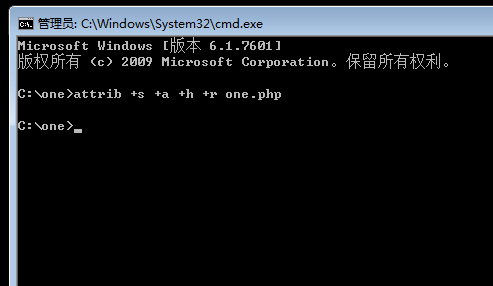 管理员: C:\Windows\System32\cmd.exe
Microsoft Windows [版本 6.1.7601]
版权所有 (c) 2009 Microsoft Corporation。保留所有权利。
C:\one>attrib +s +a +h +r one.php
C:\one>